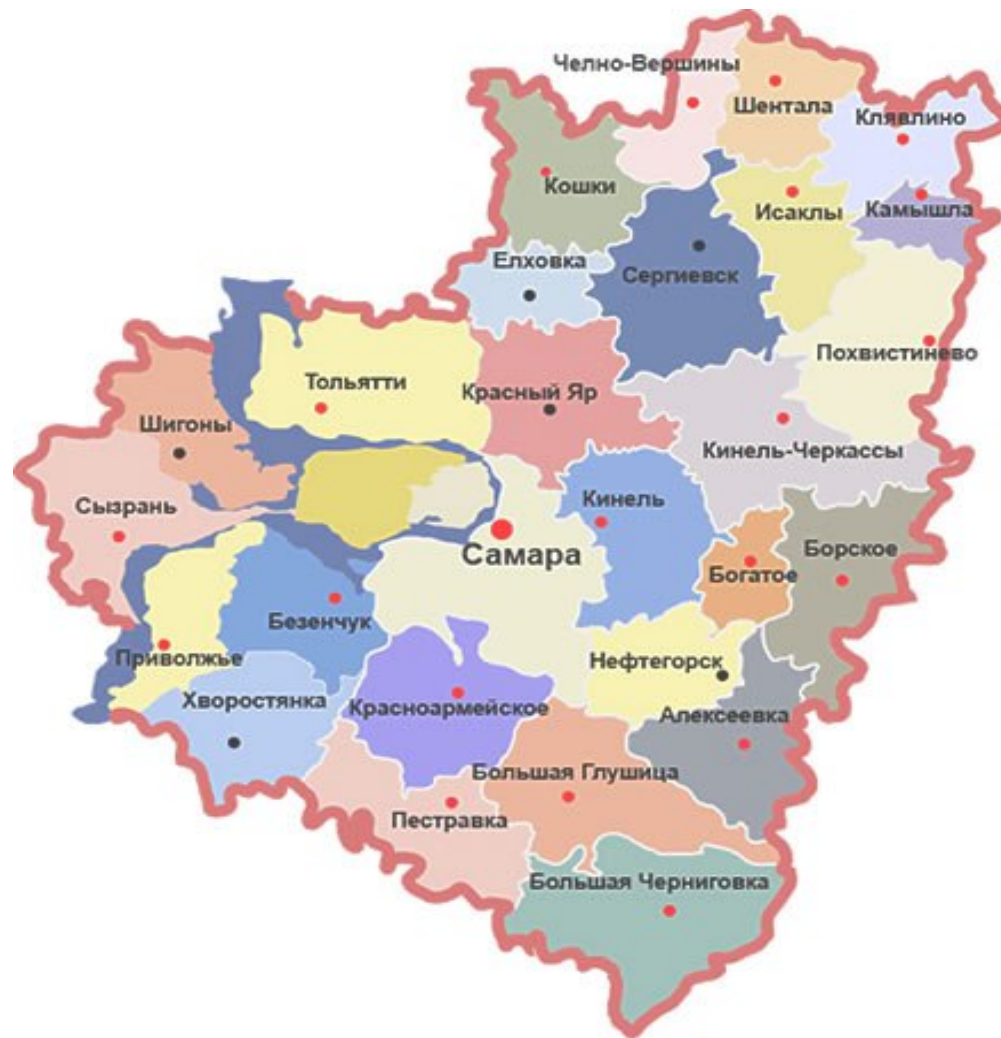 Челно-Вершины
Шентала
Клявлино
Кошки
Исаклы
Камышла
Елховка
Сергиевск
Похвистинево
Тольятти
Красный Яр
Шигоны
Кинель-Черкассы
Сызрань
Кинель
Самара
Борское
Богатое
Безенчук
Приволжье
Нефтегорск
Хворостянка
Красноармейское
Алексеевка
Большая Глушица
Пестравка
Большая Черниговка